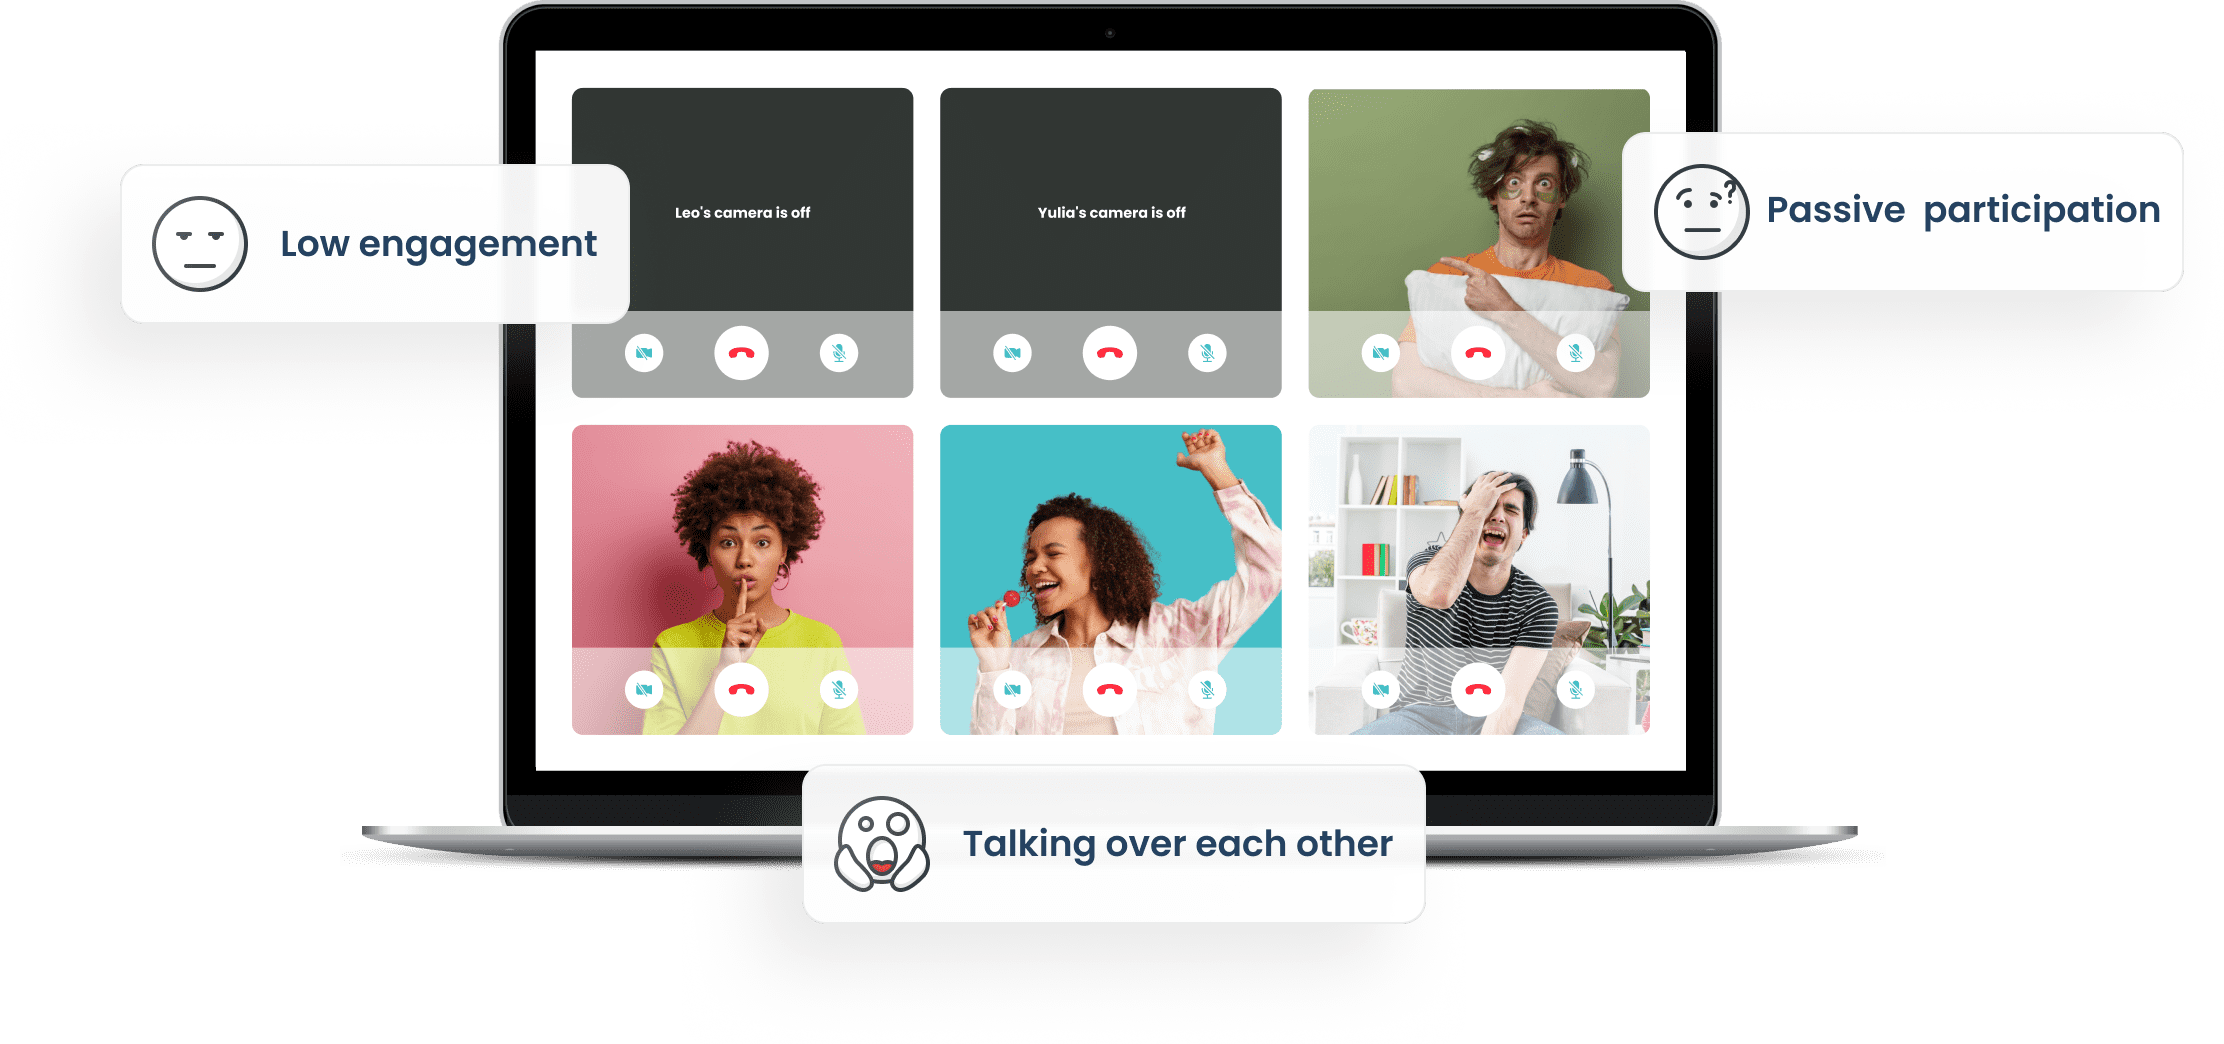 Leo's camera is off
Yulia's camera is off
Low engagement
Passive participation
Talking over each other